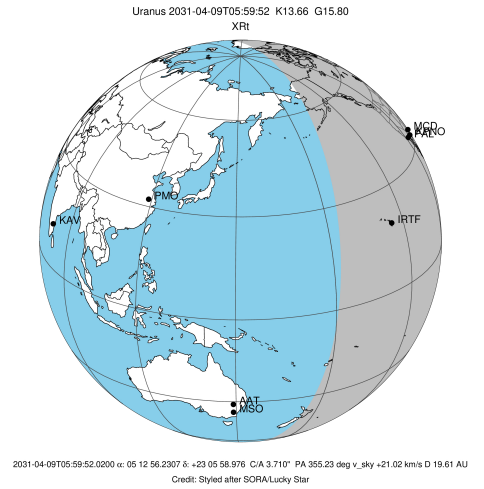 Uranus 2031-04-09T05:59:52 K13.66 G15.80
XRt
MCD
PAL
IRTF
PMO
KAV
AAT
MSO
2031-04-09T05:59:52.0200 α: 05 12 56.2307 δ: +23 05 58.976 C/A 3.710" PA 355.23 deg v_sky +21.02 km/s D 19.61 AU
Credit: Styled after SORA/Lucky Star